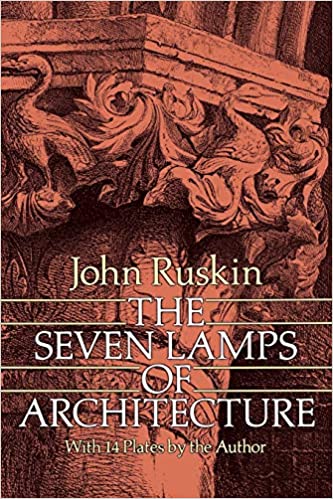 John Ruskin
THE
SEVEN LAMPS
OF
ARCHITECTURE
With 14 Plates by the Author